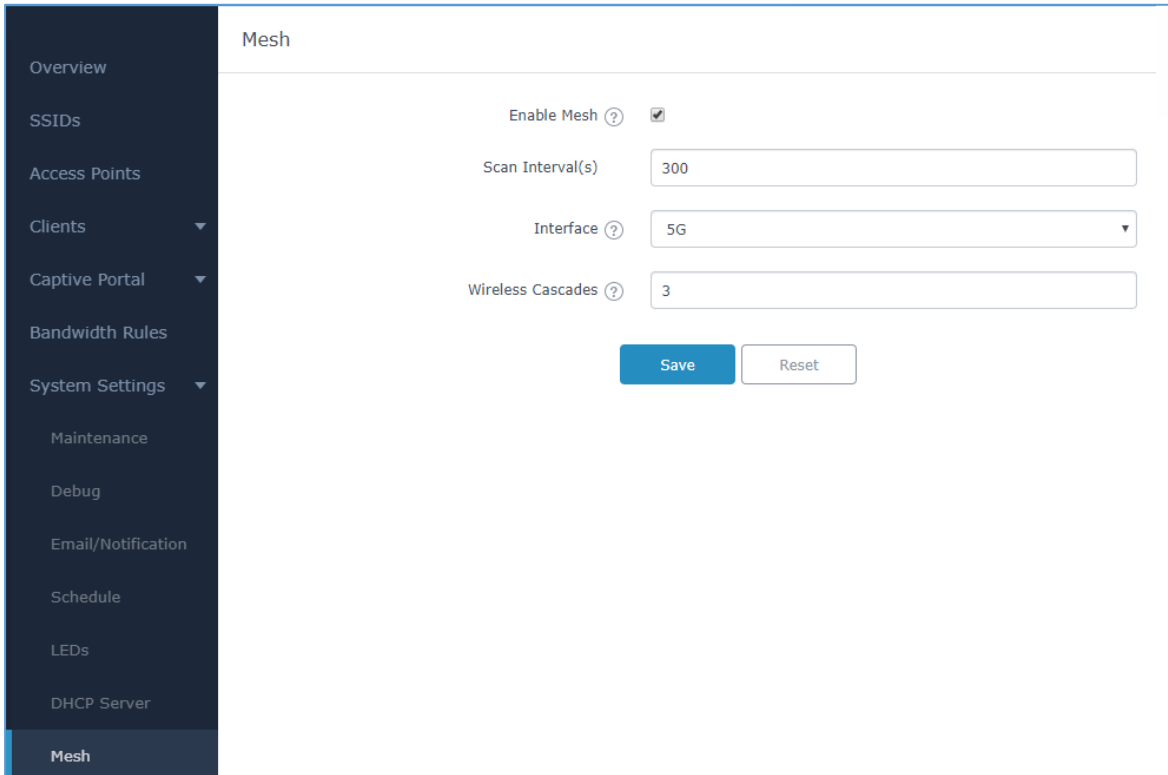 Overview
SSIDs
Access Points
Clients
Captive Portal
Bandwidth Rules
System Settings
Maintenance
Debug
Email/Notification
Schedule
LEDs
DHCP Server
Mesh
Mesh
Enable Mesh ?
Scan Interval(s) 300
Interface ? 5G
Wireless Cascades ? 3
Save Reset